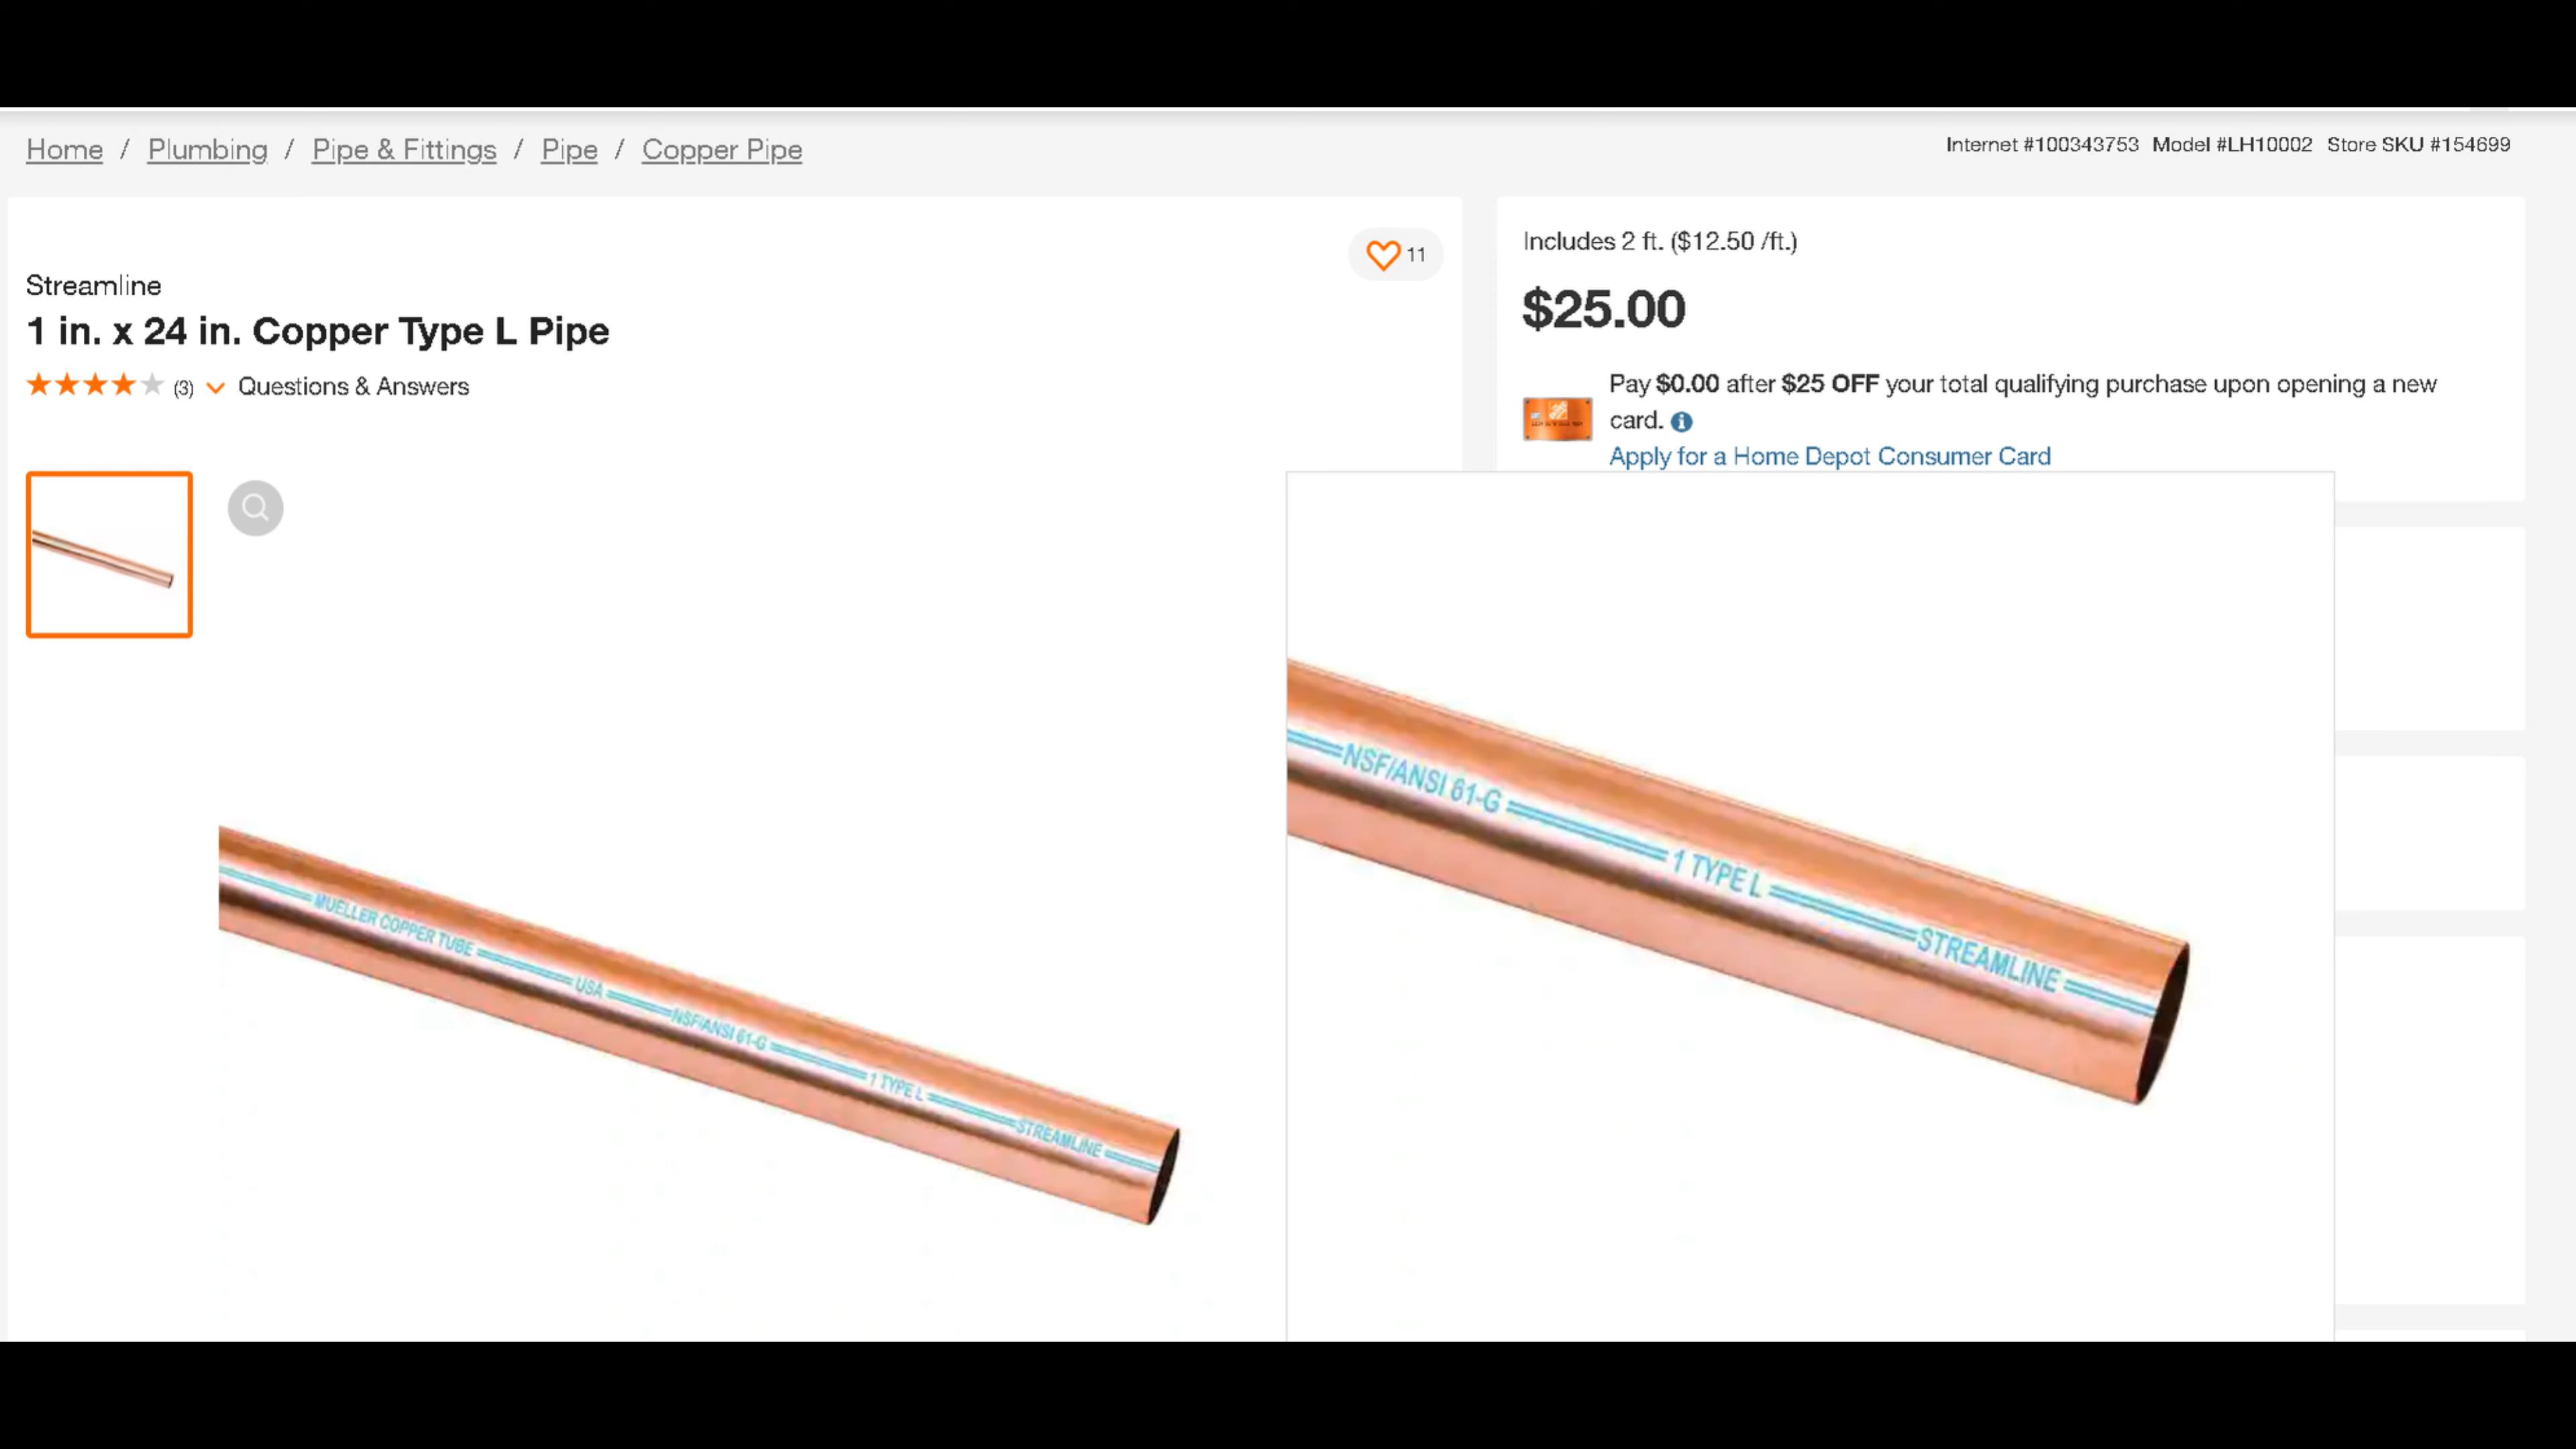 Home / Plumbing / Pipe & Fittings / Pipe / Copper Pipe
Internet #100343753 Model #LH10002 Store SKU #154699
Streamline
1 in. x 24 in. Copper Type L Pipe
(3) Questions & Answers
11
Includes 2 ft. ($12.50 /ft.)
$25.00
Pay $0.00 after $25 OFF your total qualifying purchase upon opening a new
card.
Apply for a Home Depot Consumer Card
MUELLER COPPER TUBE USA NSF/ANSI 61-G 1 TYPE L STREAMLINE
NSF/ANSI 61-G 1 TYPE L STREAMLINE